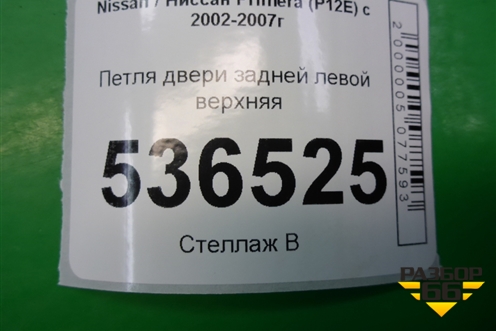 Nissan / Ниссан Primera (P12E) с
2002-2007г
Петля двери задней левой
верхняя
536525
Стеллаж В
2000005077593
РАЗБОР
66